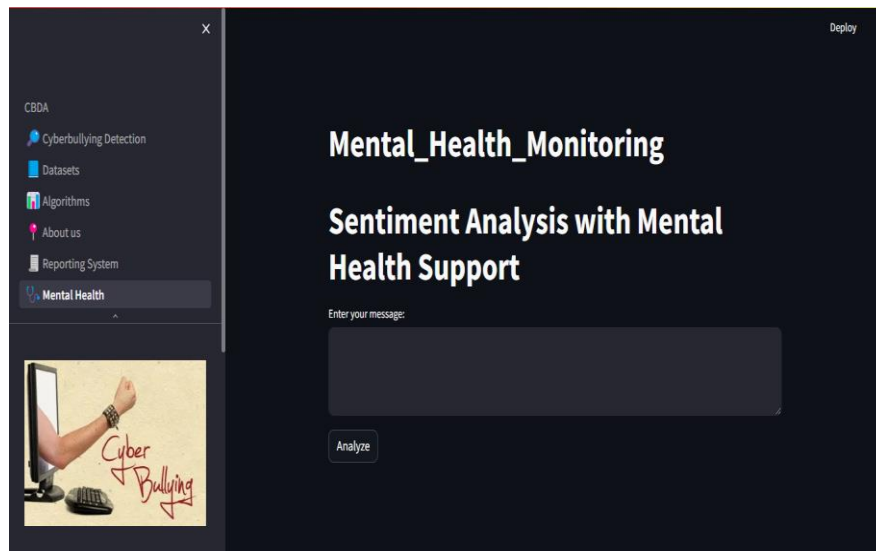 X
Deploy
CBDA
Cyberbullying Detection
Datasets
Algorithms
About us
Reporting System
Mental Health
Cyber
Bullying
Mental_Health_Monitoring
Sentiment Analysis with Mental
Health Support
Enter your message:
Analyze